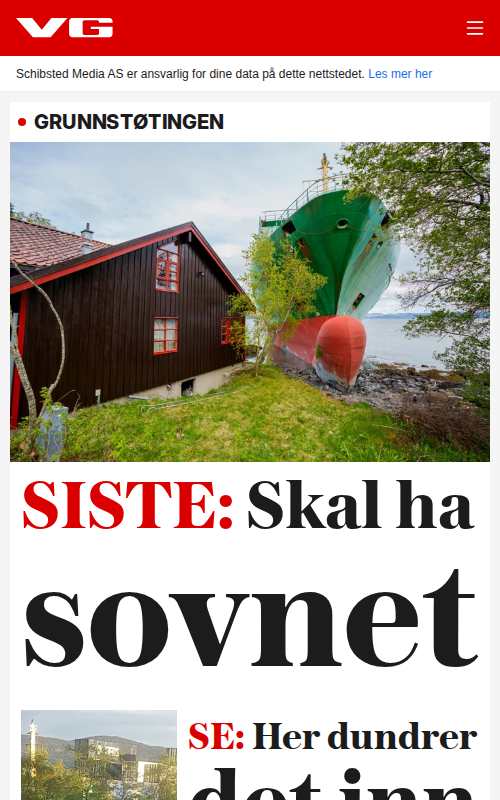 VG
Schibsted Media AS er ansvarlig for dine data på dette nettstedet. Les mer her
GRUNNSTØTINGEN
SISTE: Skal ha
sovnet
SE: Her dundrer
det inn